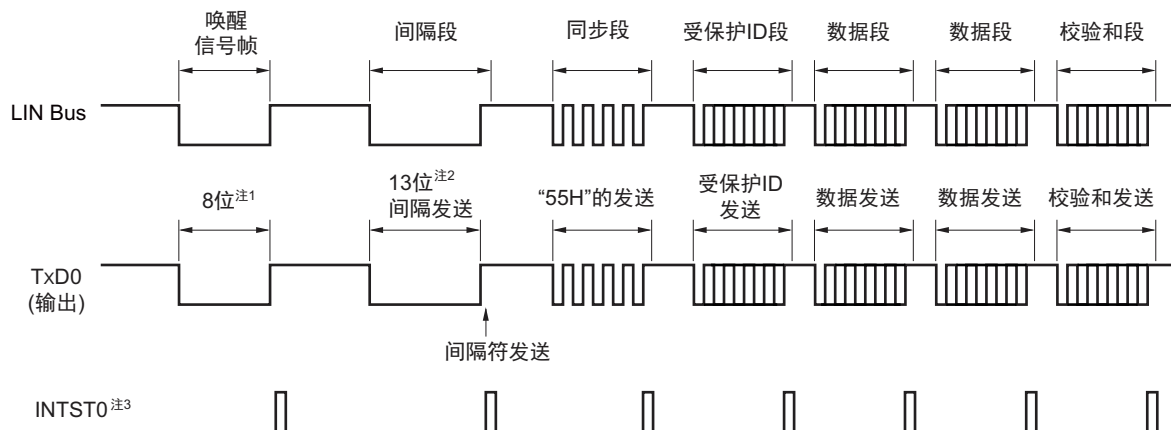 唤醒
信号帧
间隔段
同步段
受保护ID段
数据段
数据段
校验和段
LIN Bus
8位注1
13位注2
间隔发送
“55H”的发送
受保护ID
发送
数据发送
数据发送
校验和发送
TxD0
(输出)
间隔符发送
INTST0注3